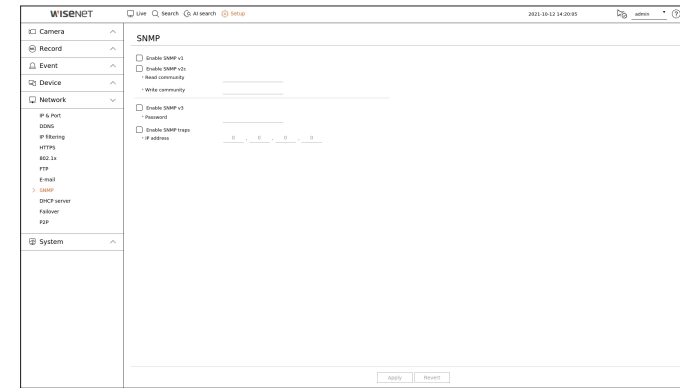 WISENET
Live Search AI search Setup
2021-10-12 14:20:05
admin
?
Camera
Record
Event
Device
Network
IP & Port
DDNS
IP filtering
HTTPS
802.1x
FTP
E-mail
> SNMP
DHCP server
Failover
P2P
System
SNMP
Enable SNMP v1
Enable SNMP v2c
• Read community
• Write community
Enable SNMP v3
• Password
Enable SNMP traps
• IP address 0 . 0 . 0 . 0
Apply Revert